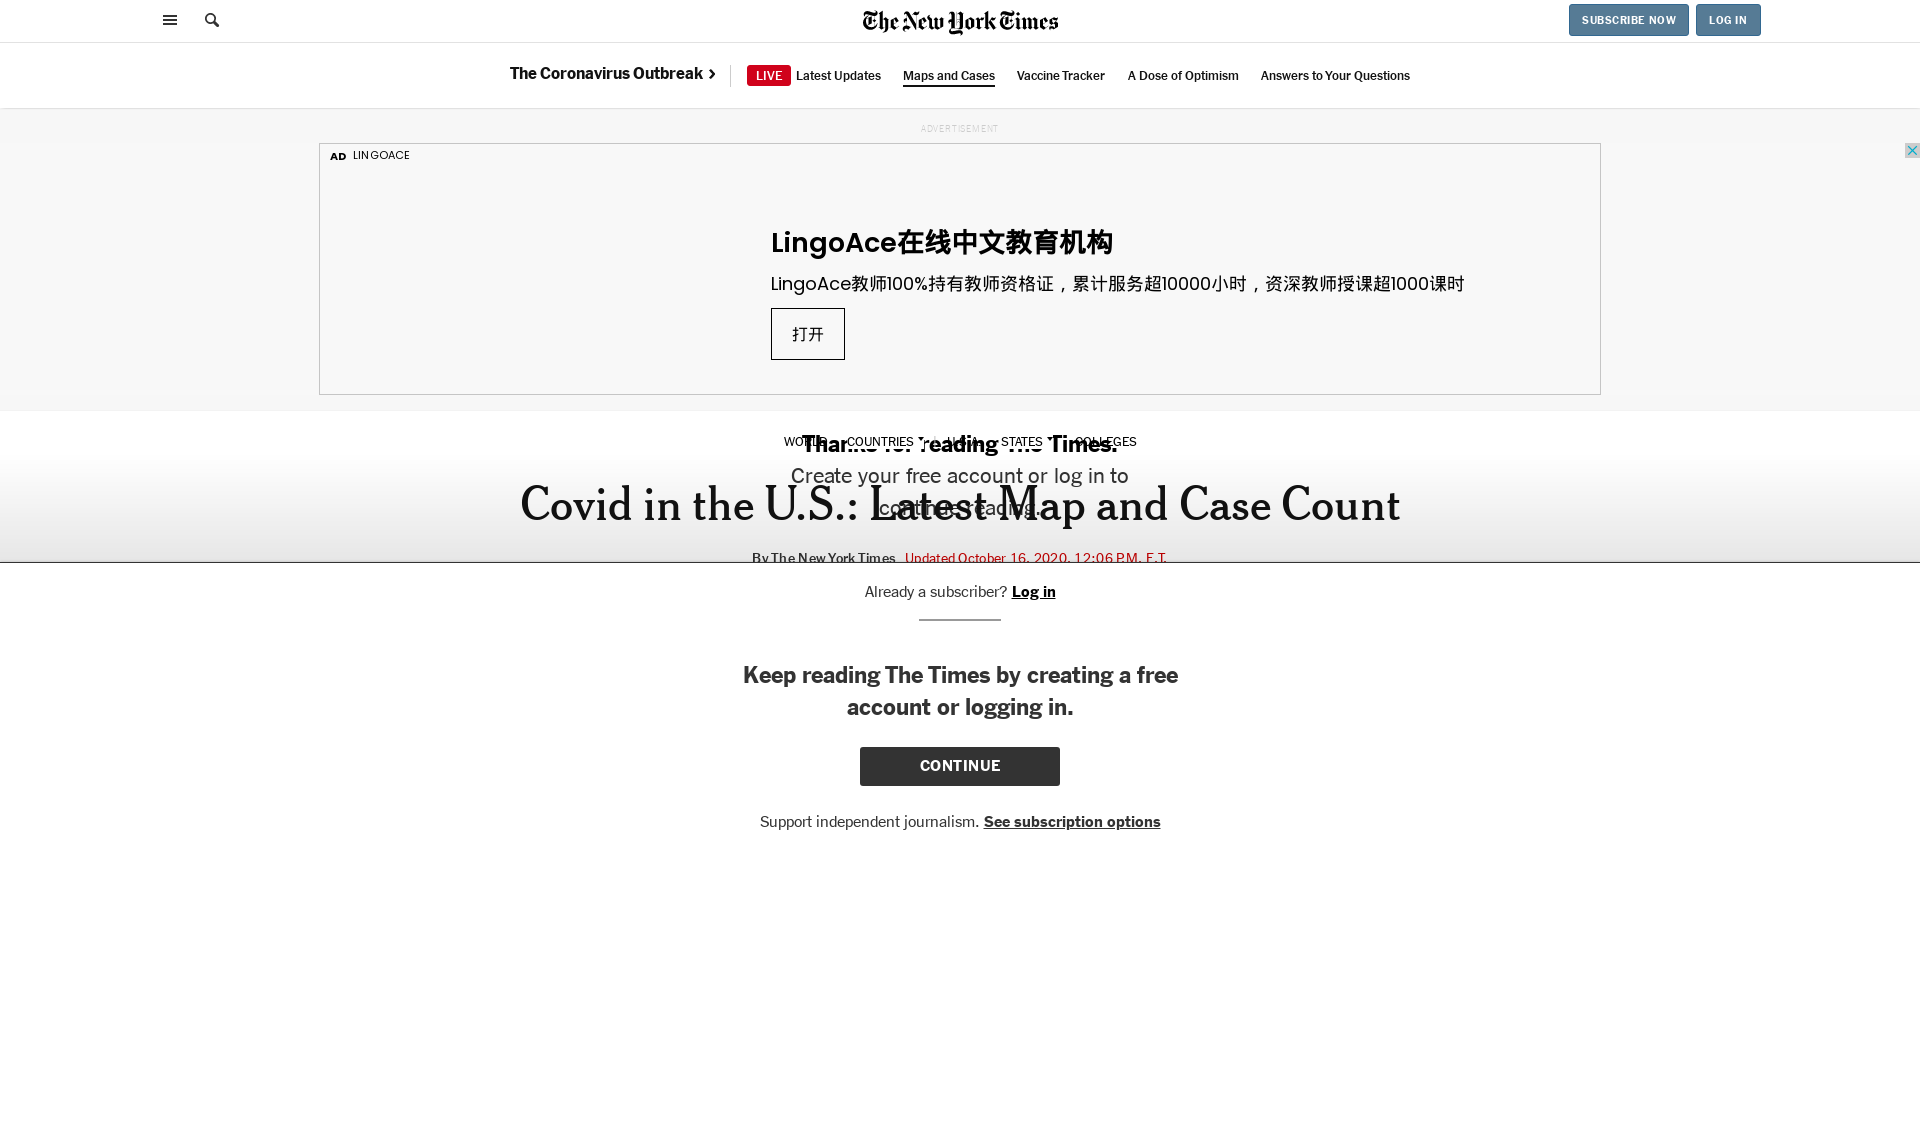 The New York Times
SUBSCRIBE NOW
LOG IN
The Coronavirus Outbreak
LIVE Latest Updates
Maps and Cases
Vaccine Tracker
A Dose of Optimism
Answers to Your Questions
ADVERTISEMENT
AD LINGOACE
LingoAce在线中文教育机构
LingoAce教师100%持有教师资格证，累计服务超10000小时，资深教师授课超1000课时
打开
WORLD COUNTRIES U.S.A. STATES COLLEGES
Thanks for reading The Times.
Create your free account or log in to
continue reading.
Covid in the U.S.: Latest Map and Case Count
By The New York Times Updated October 16, 2020, 12:06 P.M. E.T.
Already a subscriber? Log in
Keep reading The Times by creating a free
account or logging in.
CONTINUE
Support independent journalism. See subscription options